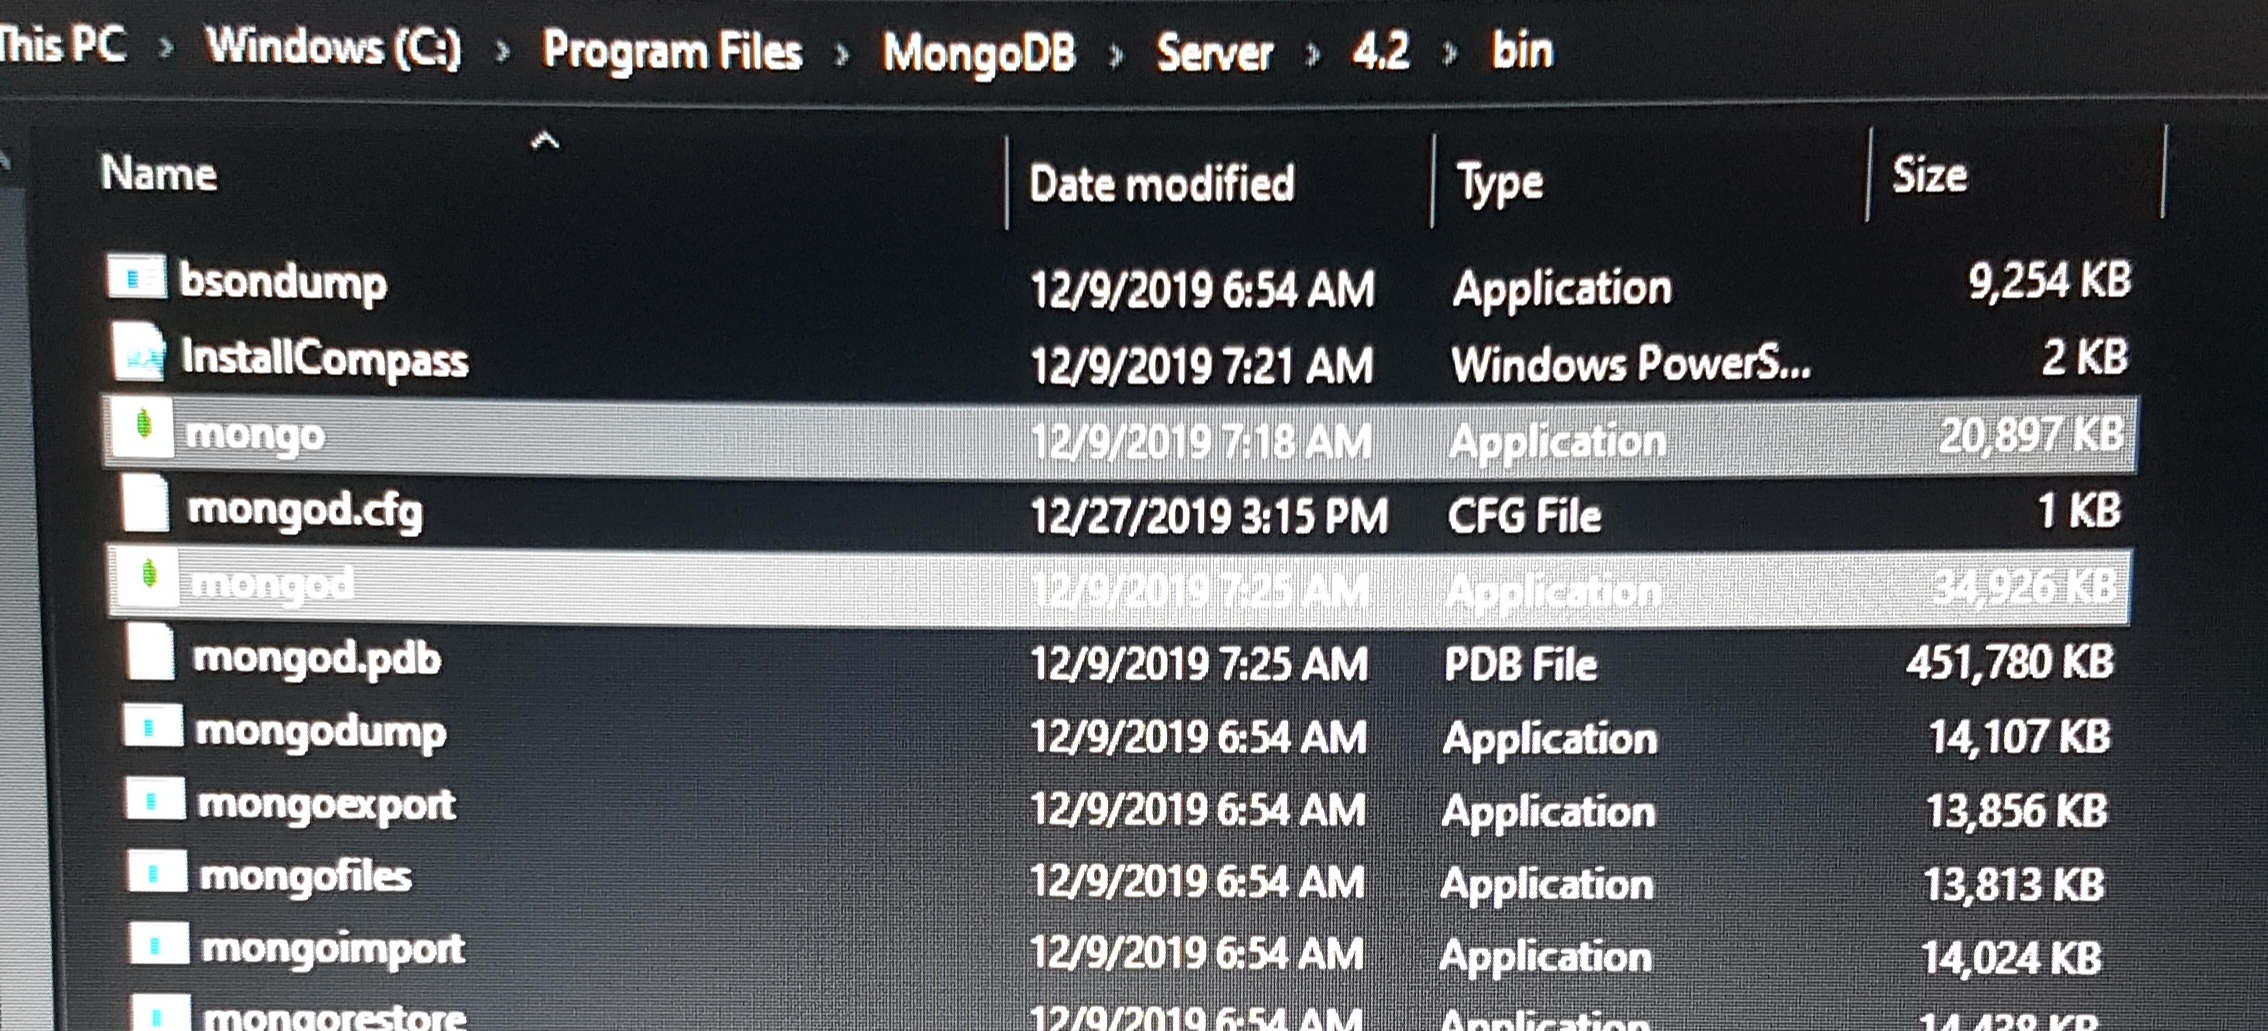 This PC > Windows (C:) > Program Files > MongoDB > Server > 4.2 > bin
Name Date modified Type Size
bsondump 12/9/2019 6:54 AM Application 9,254 KB
InstallCompass 12/9/2019 7:21 AM Windows PowerS... 2 KB
mongo 12/9/2019 7:18 AM Application 20,897 KB
mongod.cfg 12/27/2019 3:15 PM CFG File 1 KB
mongod 12/9/2019 7:25 AM Application 34,926 KB
mongod.pdb 12/9/2019 7:25 AM PDB File 451,780 KB
mongodump 12/9/2019 6:54 AM Application 14,107 KB
mongoexport 12/9/2019 6:54 AM Application 13,856 KB
mongofiles 12/9/2019 6:54 AM Application 13,813 KB
mongoimport 12/9/2019 6:54 AM Application 14,024 KB
mongorestore 12/9/2019 6:54 AM Application 14,428 KB